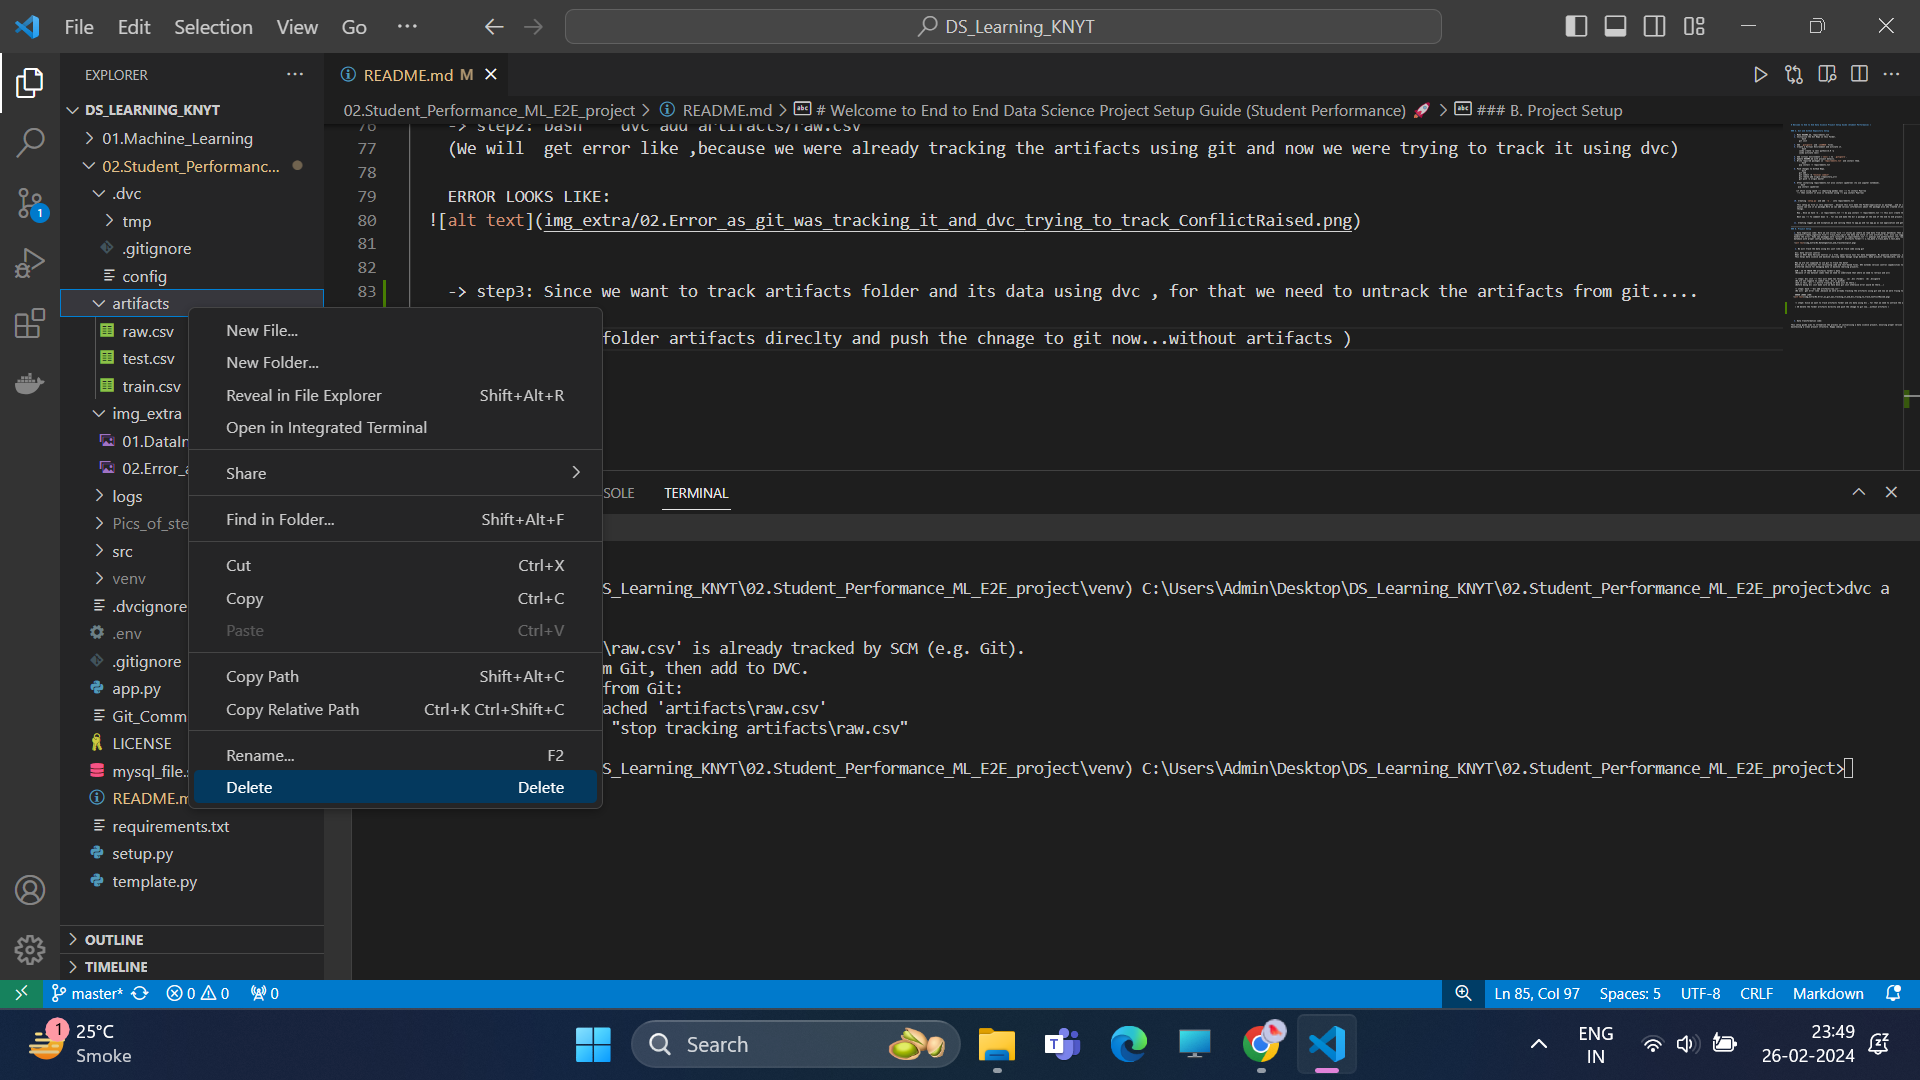 File Edit Selection View Go ···
DS_Learning_KNYT
EXPLORER
DS_LEARNING_KNYT
01.Machine_Learning
02.Student_Performanc...
.dvc
tmp
.gitignore
config
artifacts
raw.csv
test.csv
train.csv
img_extra
01.DataIn
02.Error_a
logs
Pics_of_ste
src
venv
.dvcignore
.env
.gitignore
app.py
Git_Comm
LICENSE
mysql_file.s
README.m
requirements.txt
setup.py
template.py
OUTLINE
TIMELINE
README.md M
02.Student_Performance_ML_E2E_project > README.md > # Welcome to End to End Data Science Project Setup Guide (Student Performance) 🚀 > ### B. Project Setup
76 -> step2: bash dvc add artifacts/raw.csv
77 (We will get error like ,because we were already tracking the artifacts using git and now we were trying to track it using dvc)
78
79 ERROR LOOKS LIKE:
80 ![alt text](img_extra/02.Error_as_git_was_tracking_it_and_dvc_trying_to_track_ConflictRaised.png)
81
82
83 -> step3: Since we want to track artifacts folder and its data using dvc , for that we need to untrack the artifacts from git.....
folder artifacts direclty and push the chnage to git now...without artifacts )
New File...
New Folder...
Reveal in File Explorer Shift+Alt+R
Open in Integrated Terminal
Share
Find in Folder... Shift+Alt+F
Cut Ctrl+X
Copy Ctrl+C
Paste Ctrl+V
Copy Path Shift+Alt+C
Copy Relative Path Ctrl+K Ctrl+Shift+C
Rename... F2
Delete Delete
SOLE TERMINAL
S_Learning_KNYT\02.Student_Performance_ML_E2E_project\venv) C:\Users\Admin\Desktop\DS_Learning_KNYT\02.Student_Performance_ML_E2E_project>dvc a
\raw.csv' is already tracked by SCM (e.g. Git).
m Git, then add to DVC.
from Git:
ached 'artifacts\raw.csv'
"stop tracking artifacts\raw.csv"
S_Learning_KNYT\02.Student_Performance_ML_E2E_project\venv) C:\Users\Admin\Desktop\DS_Learning_KNYT\02.Student_Performance_ML_E2E_project>
master* 0 0 0
Ln 85, Col 97 Spaces: 5 UTF-8 CRLF Markdown
1
1
25°C
Smoke
Search
ENG
IN
23:49
26-02-2024